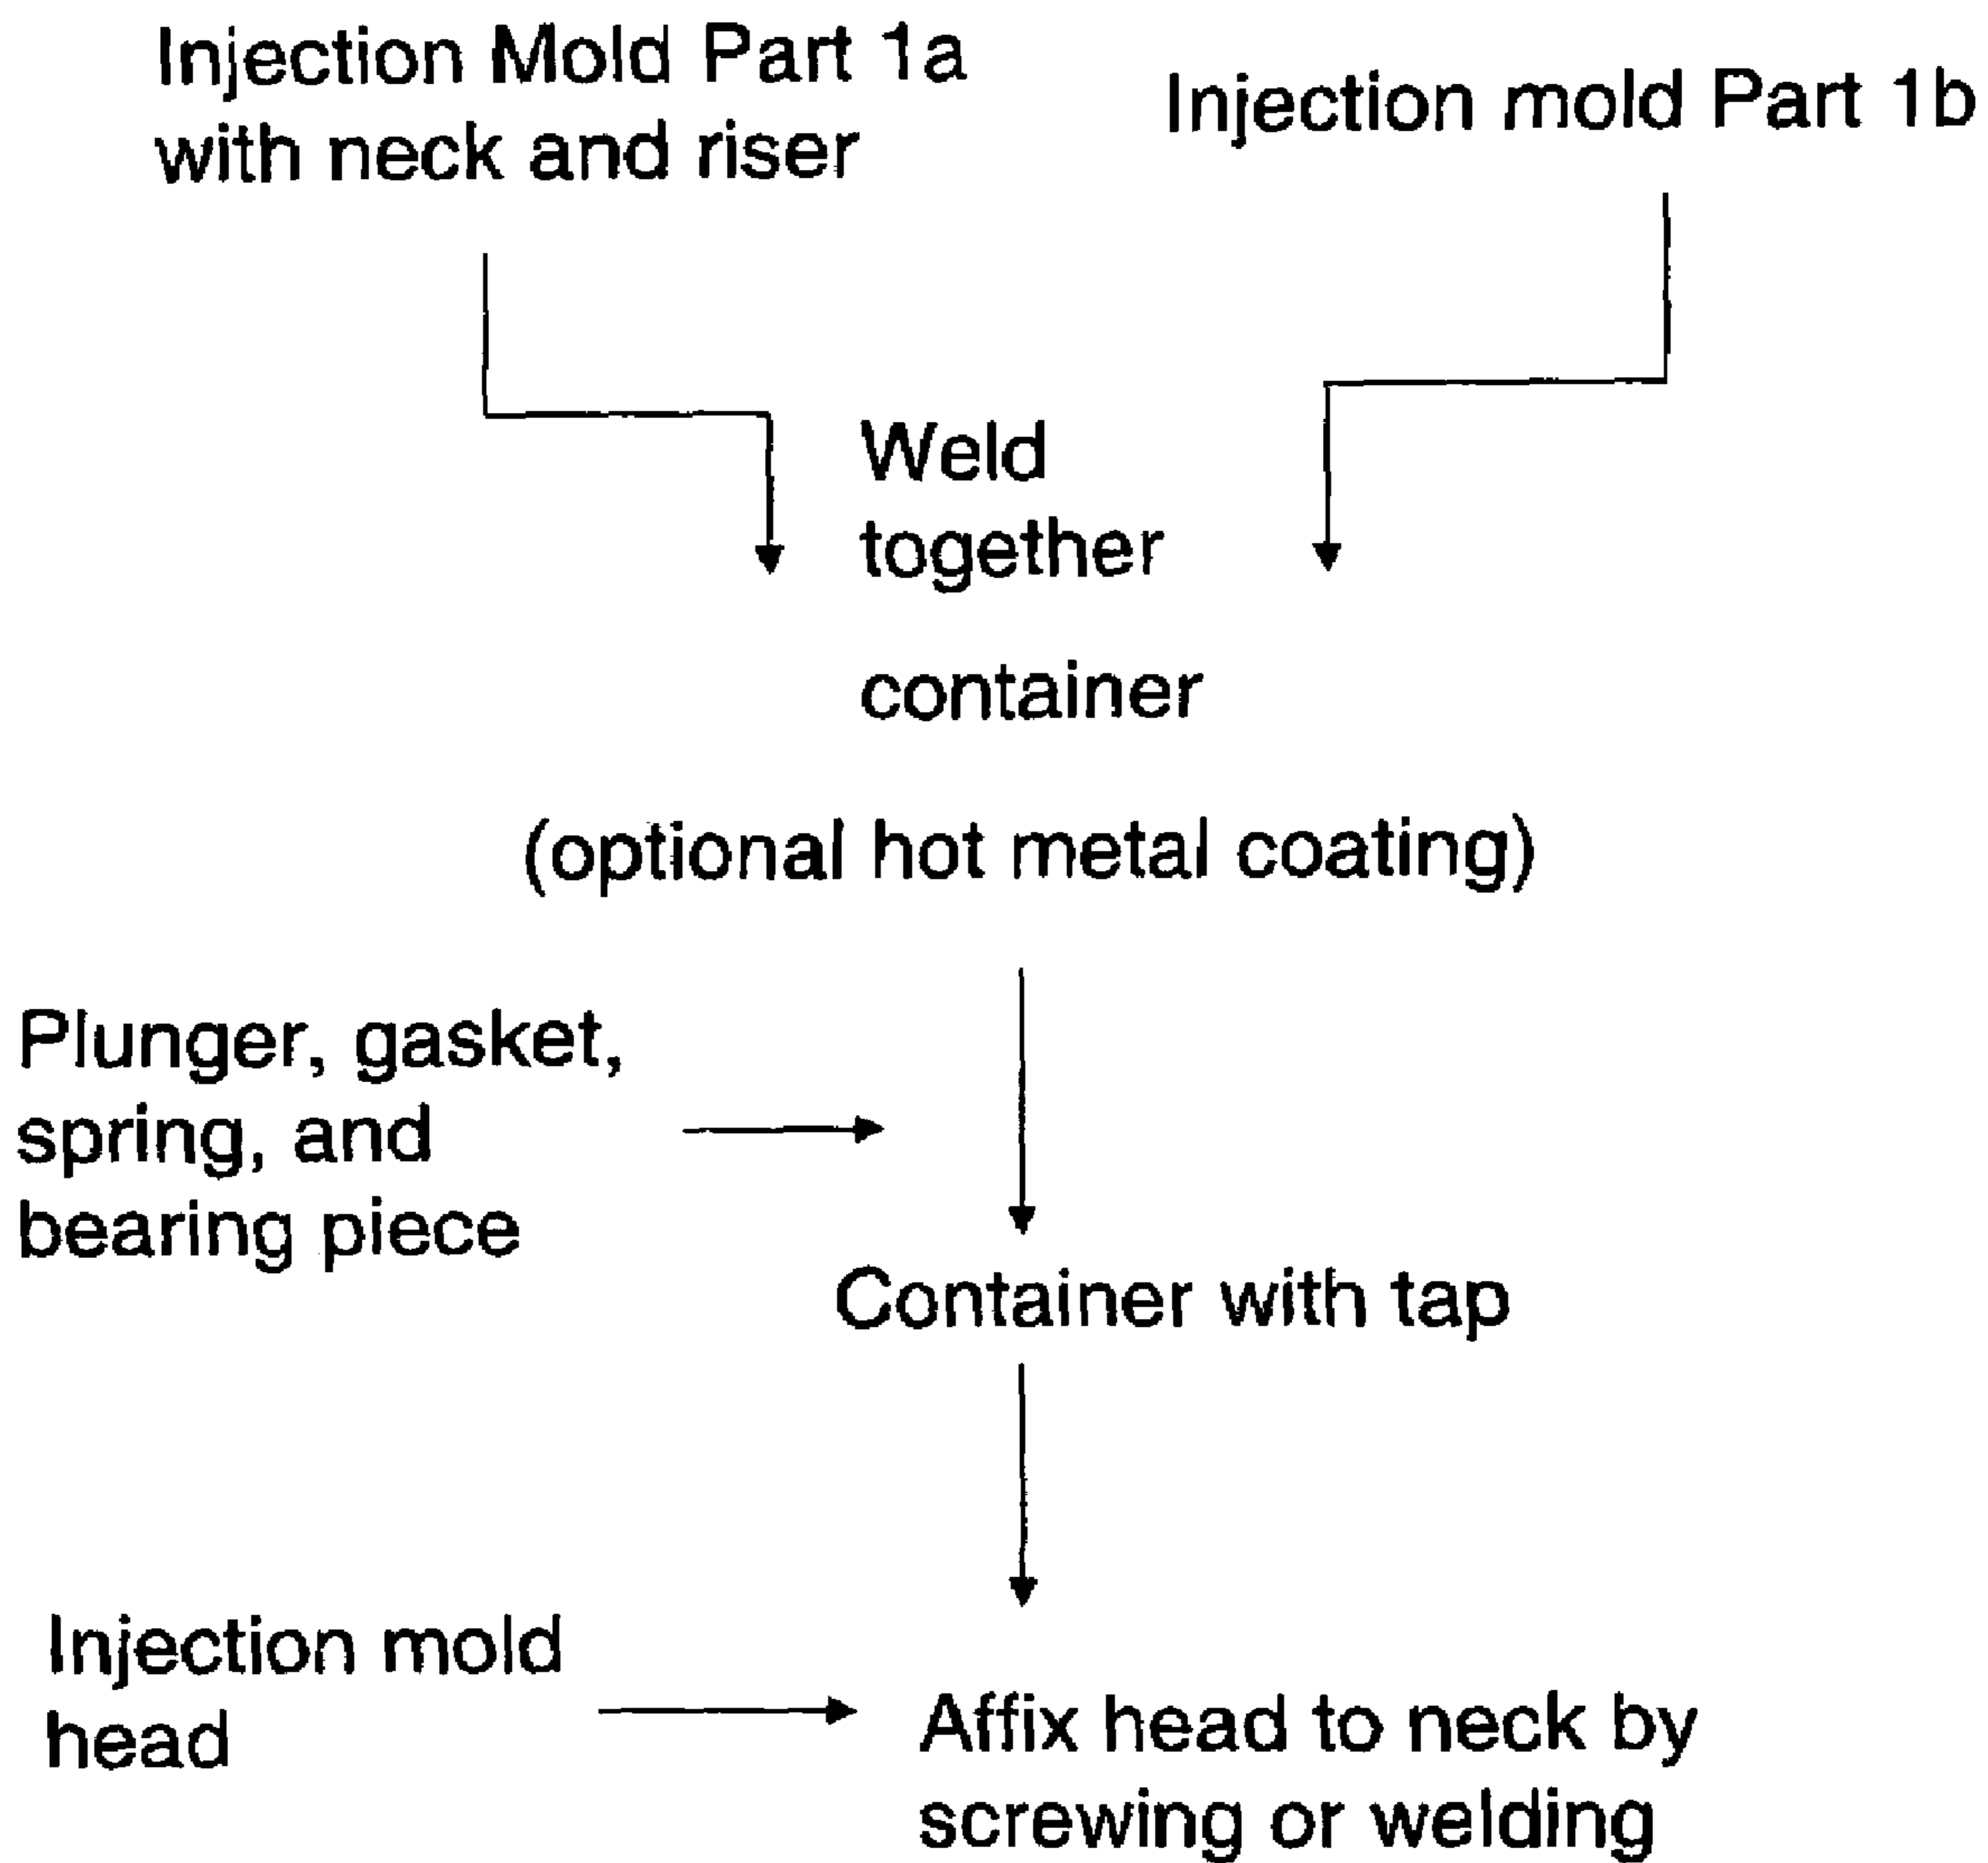 Injection Mold Part 1a
with neck and riser
Injection mold Part 1b
Weld
together
container
(optional hot metal coating)
Plunger, gasket,
spring, and
bearing piece
Container with tap
Injection mold
head
Affix head to neck by
screwing or welding